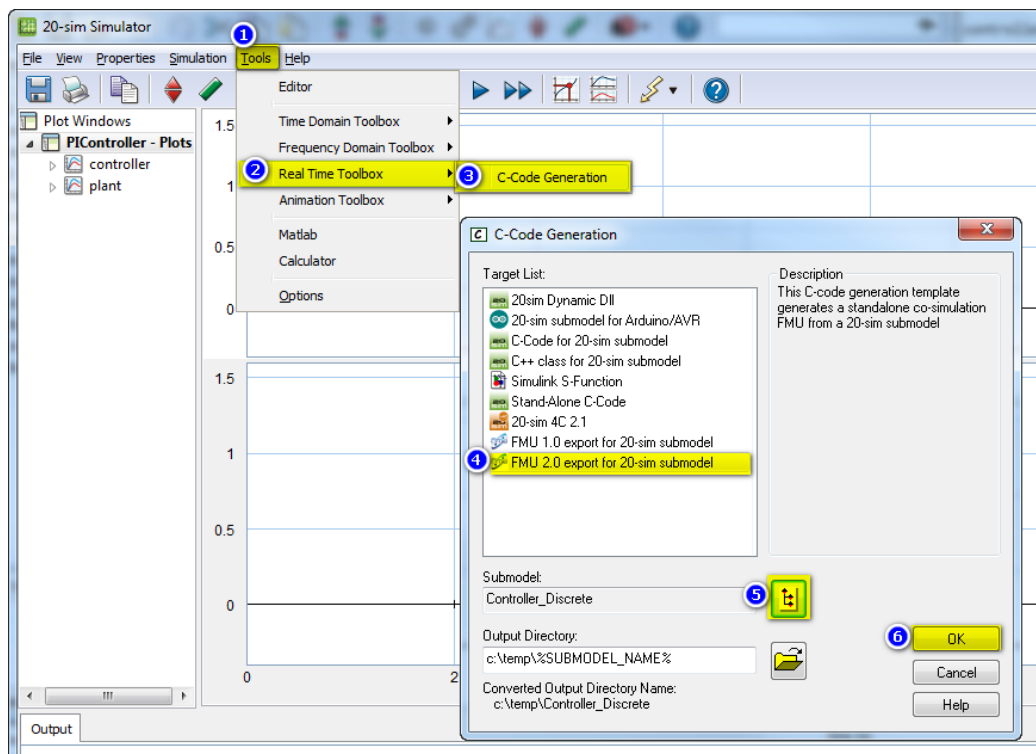 20-sim Simulator
1
File View Properties Simulation Tools Help
Editor
Time Domain Toolbox
Frequency Domain Toolbox
2 Real Time Toolbox
3 C-Code Generation
Animation Toolbox
Matlab
Calculator
Options
Plot Windows
PIController - Plots
controller
plant
1.5
1
0.5
0
1.5
1
0.5
0
0
2
C-Code Generation
Target List:
20sim Dynamic Dll
20-sim submodel for Arduino/AVR
C-Code for 20-sim submodel
C++ class for 20-sim submodel
Simulink S-Function
Stand-Alone C-Code
20-sim 4C 2.1
FMU 1.0 export for 20-sim submodel
4 FMU 2.0 export for 20-sim submodel
Description
This C-code generation template
generates a standalone co-simulation
FMU from a 20-sim submodel
Submodel:
Controller_Discrete
5
Output Directory:
c:\temp\%SUBMODEL_NAME%
Converted Output Directory Name:
c:\temp\Controller_Discrete
6 OK
Cancel
Help
Output